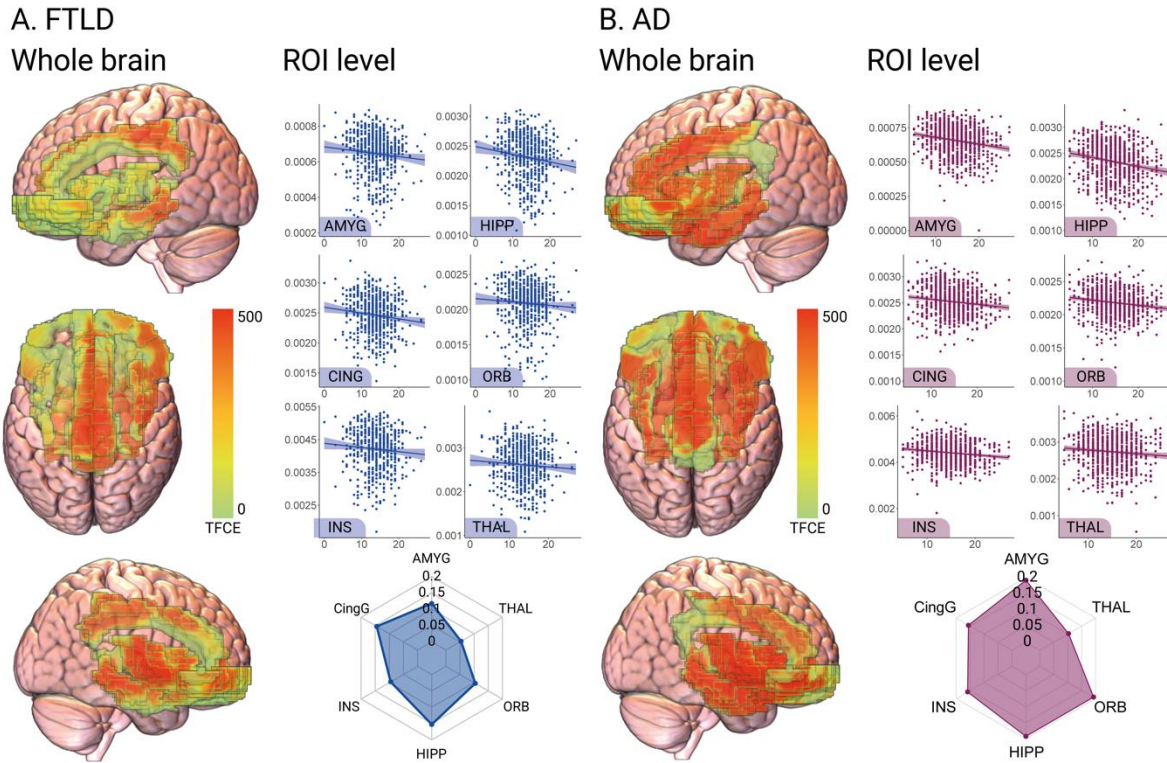 A. FTLD
Whole brain
ROI level
0.0008
0.0006
0.0004
0.0002
AMYG
0.0030
0.0025
0.0020
0.0015
0.0010
HIPP
0.0030
0.0025
0.0020
0.0015
CING
0 10 20
0.0025
0.0020
0.0015
0.0010
ORB
0 10 20
0.0055
0.0045
0.0035
0.0025
INS
0 10 20
0.003
0.002
0.001
THAL
0 10 20
500
0
TFCE
AMYG
0.2
0.15
0.1
0.05
0
THAL
ORB
HIPP
INS
CingG
B. AD
Whole brain
ROI level
0.00075
0.00050
0.00025
0.00000
AMYG
10 20
0.0030
0.0025
0.0020
0.0015
0.0010
HIPP
10 20
0.0030
0.0025
0.0020
0.0015
0.0010
CING
10 20
0.0025
0.0020
0.0015
0.0010
ORB
10 20
0.006
0.004
0.002
INS
10 20
0.003
0.002
0.001
THAL
10 20
500
0
TFCE
AMYG
0.2
0.15
0.1
0.05
0
THAL
ORB
HIPP
INS
CingG